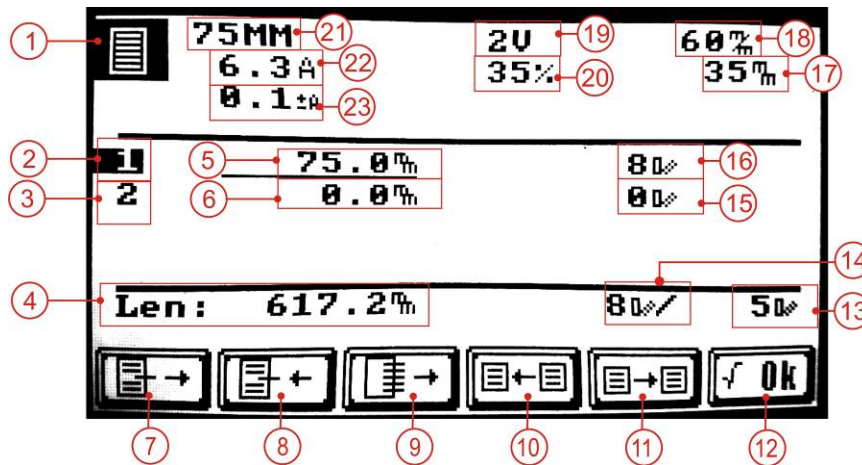 1 75MM 21 2V 19 60 18
22 6.3A 35% 20 35 m/m 17
0.1±A 23
2 1 5 75.0 m/m 8 16
3 2 6 0.0 m/m 0 15
14
4 Len: 617.2 m/m 8 / 5 13
√ Ok
7 8 9 10 11 12